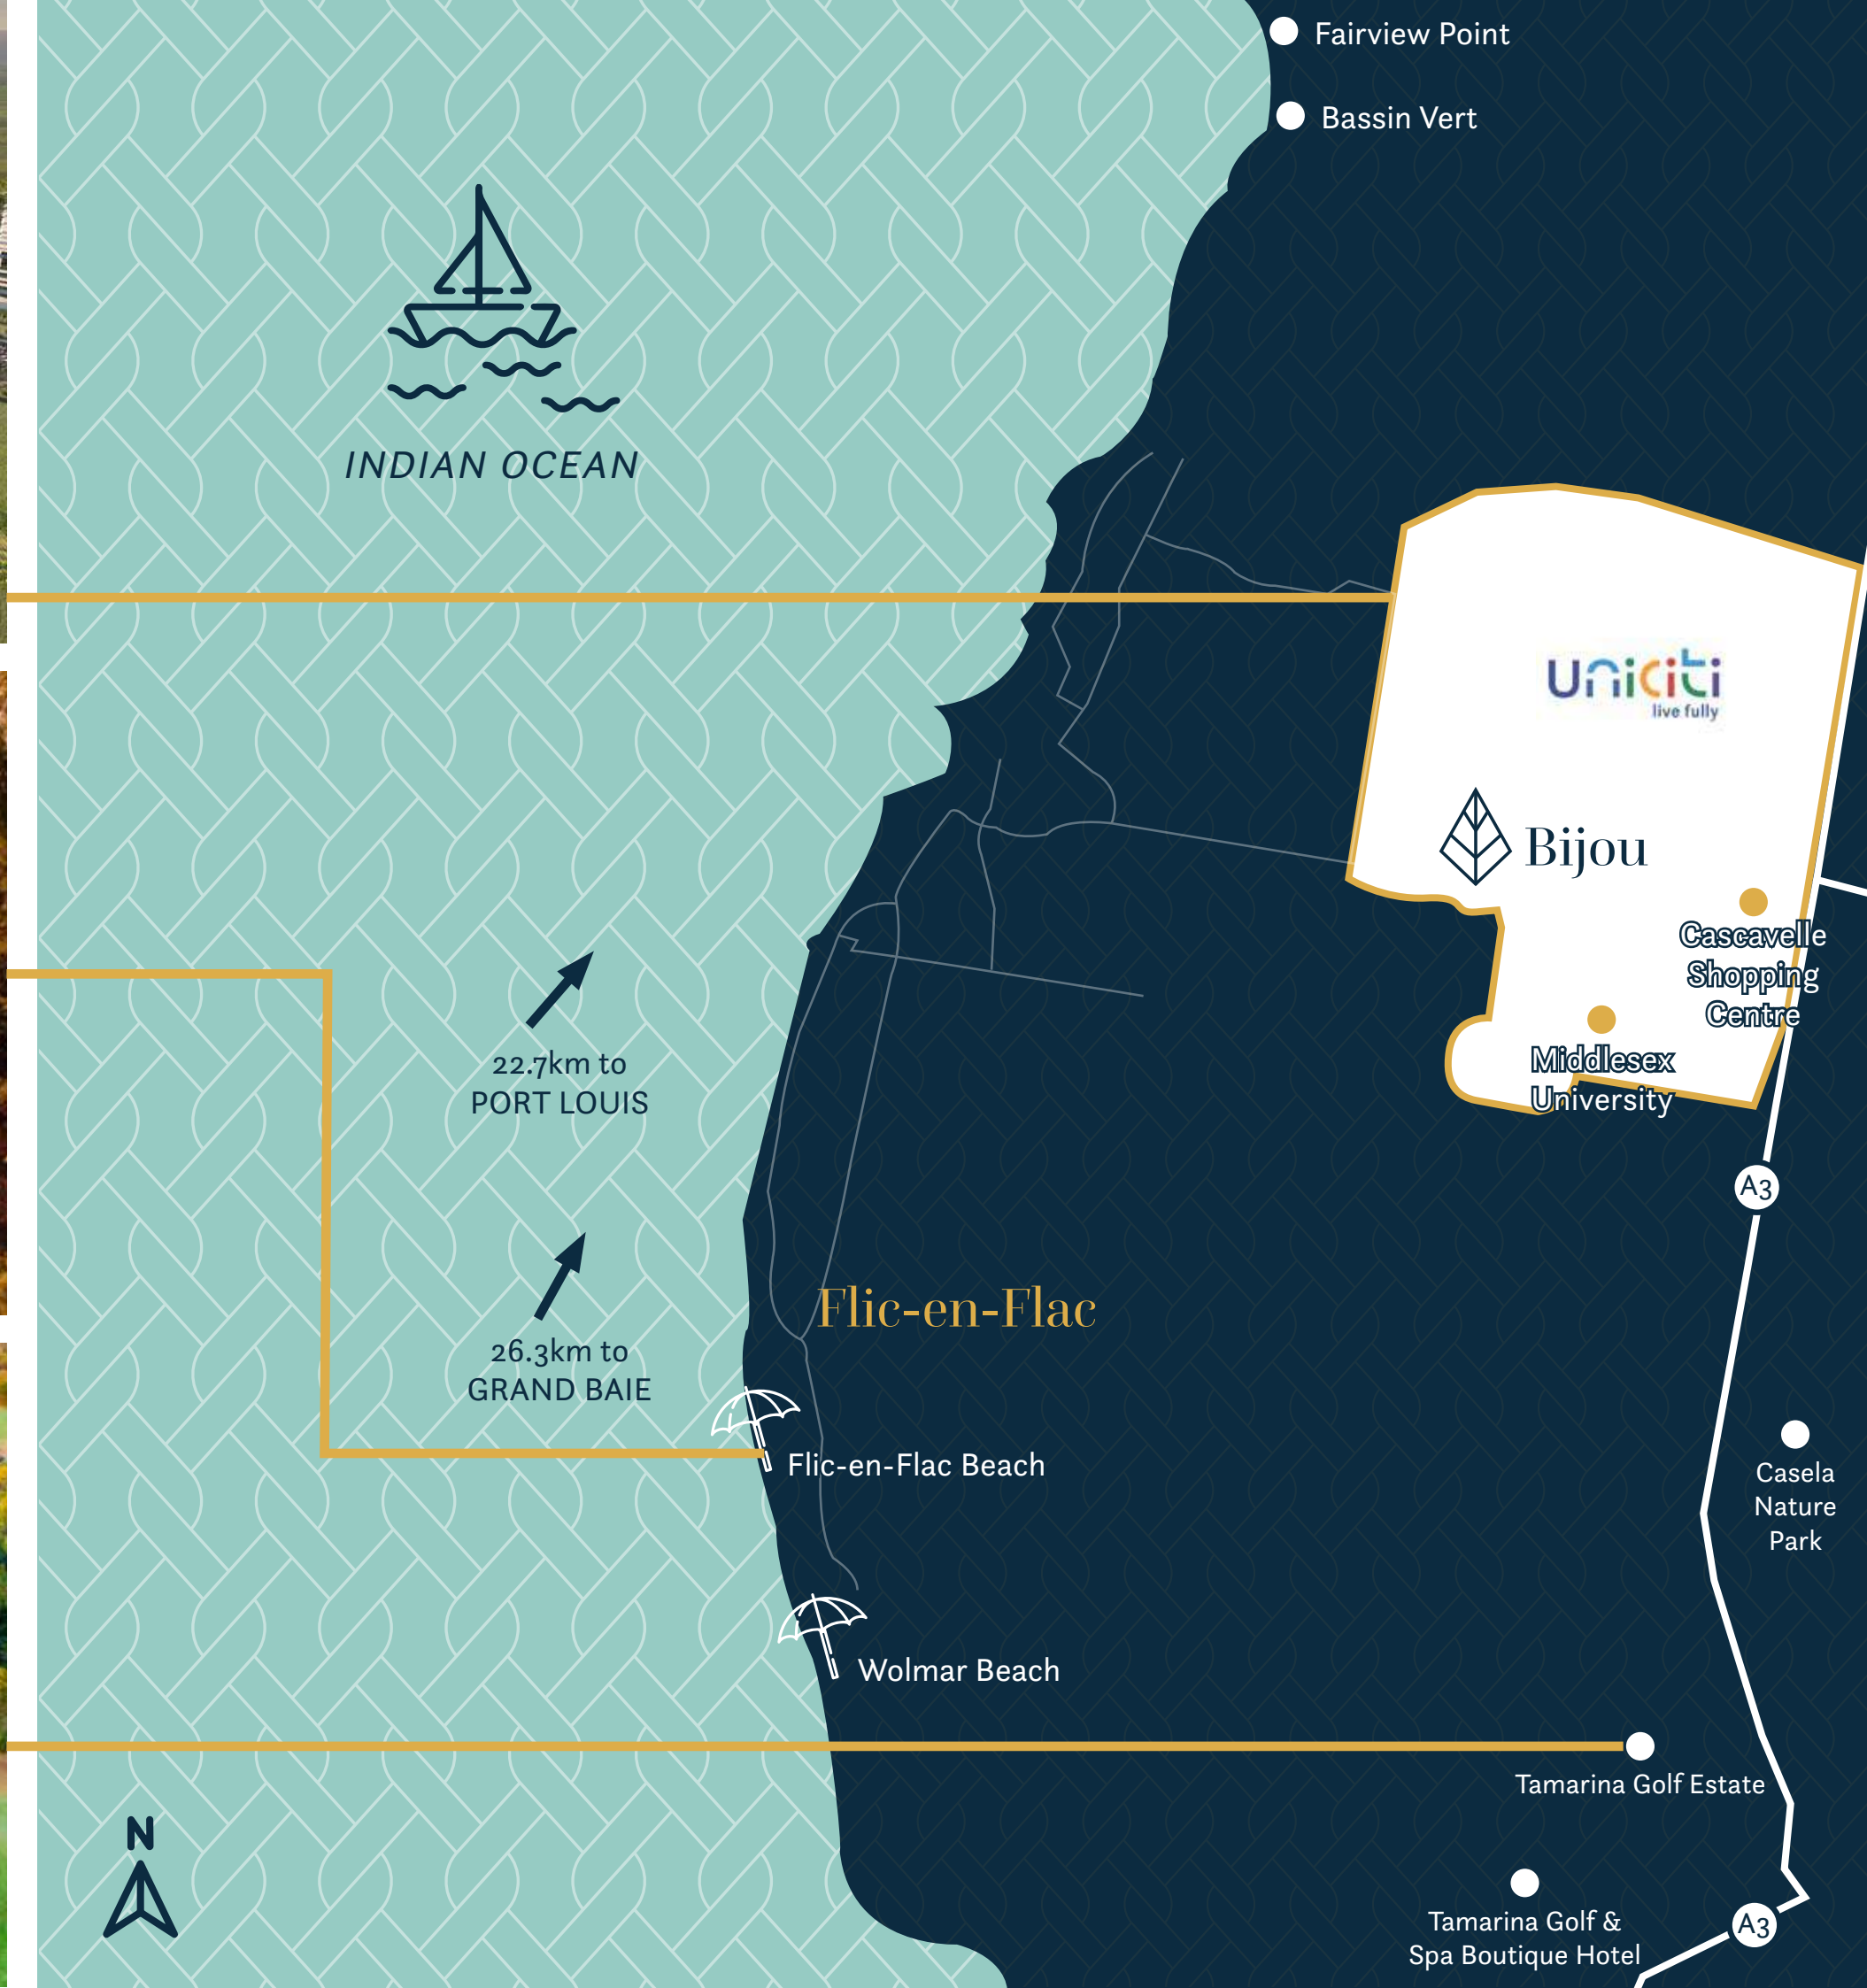 Fairview Point
Bassin Vert
INDIAN OCEAN
uniciti
live fully
Bijou
Cascavelle
Shopping
Centre
22.7km to
PORT LOUIS
Middlesex
University
A3
Flic-en-Flac
26.3km to
GRAND BAIE
Flic-en-Flac Beach
Casela
Nature
Park
Wolmar Beach
Tamarina Golf Estate
N
Tamarina Golf &
Spa Boutique Hotel
A3